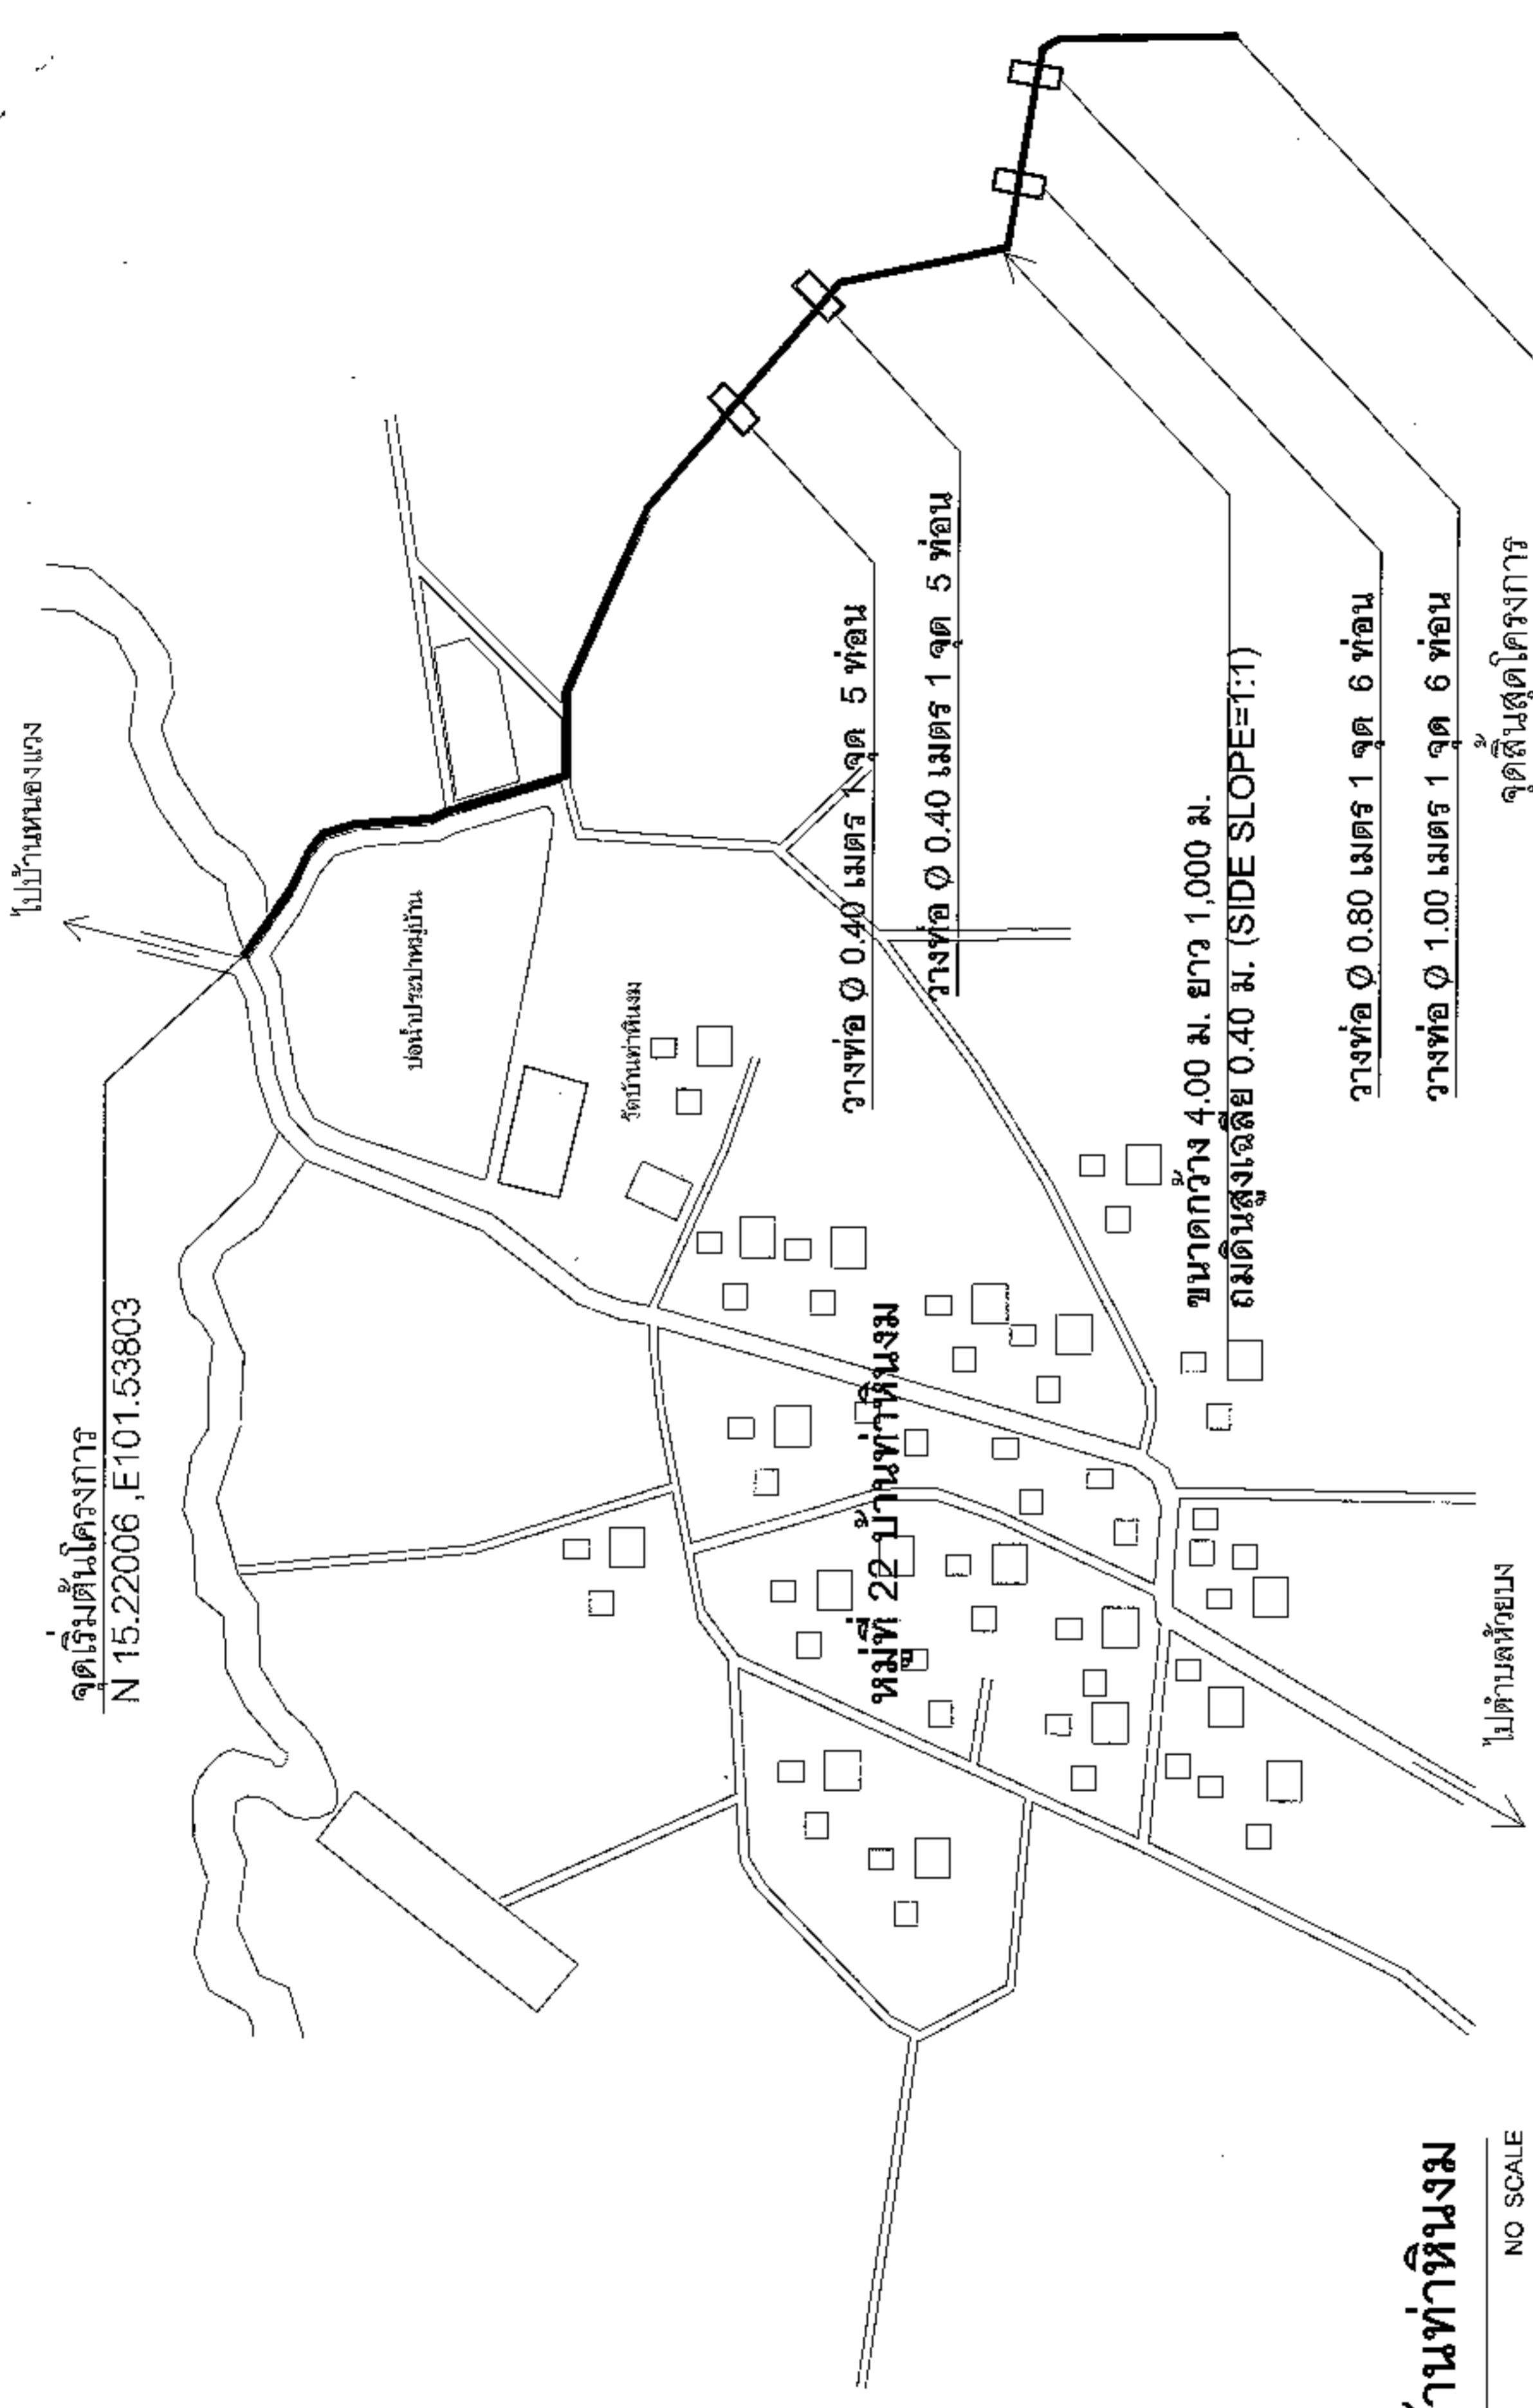 ไปบ้านหนองแวง
จุดเริ่มต้นโครงการ
N 15.22006 ,E101.53803
บ่อน้ำประปาหมู่บ้าน
วัดบ้านท่าหินงม
วางท่อ Ø 0.40 เมตร 1 จุด 5 ท่อน
วางท่อ Ø 0.40 เมตร 1 จุด 5 ท่อน
หมู่ที่ 22 บ้านท่าหินงม
ขนาดกว้าง 4.00 ม. ยาว 1,000 ม.
ถมดินสูงเฉลี่ย 0.40 ม. (SIDE SLOPE=1:1)
วางท่อ Ø 0.80 เมตร 1 จุด 6 ท่อน
วางท่อ Ø 1.00 เมตร 1 จุด 6 ท่อน
จุดสิ้นสุดโครงการ
ไปตำบลห้วยบง
บ้านท่าหินงม
NO SCALE